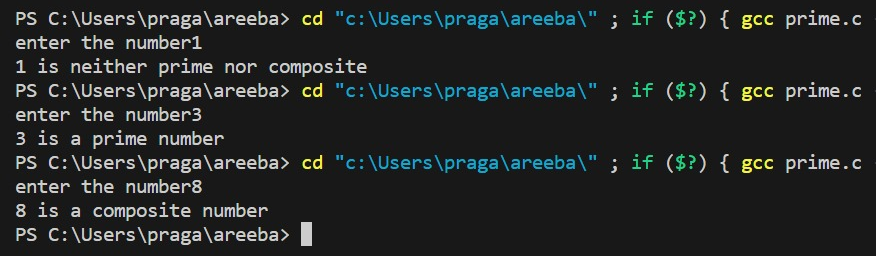 PS C:\Users\praga\areeba> cd "c:\Users\praga\areeba\" ; if ($?) { gcc prime.c
enter the number1
1 is neither prime nor composite
PS C:\Users\praga\areeba> cd "c:\Users\praga\areeba\" ; if ($?) { gcc prime.c
enter the number3
3 is a prime number
PS C:\Users\praga\areeba> cd "c:\Users\praga\areeba\" ; if ($?) { gcc prime.c
enter the number8
8 is a composite number
PS C:\Users\praga\areeba>